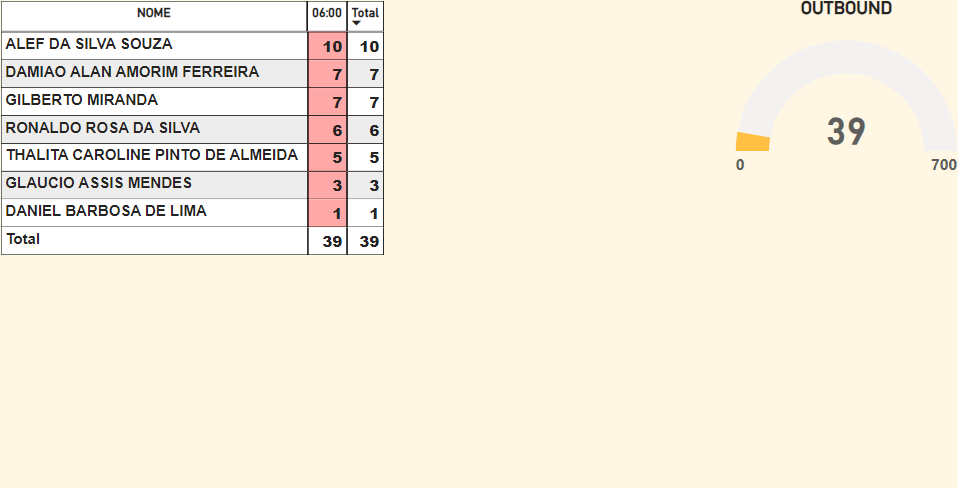 NOME 06:00 Total
ALEF DA SILVA SOUZA 10 10
DAMIAO ALAN AMORIM FERREIRA 7 7
GILBERTO MIRANDA 7 7
RONALDO ROSA DA SILVA 6 6
THALITA CAROLINE PINTO DE ALMEIDA 5 5
GLAUCIO ASSIS MENDES 3 3
DANIEL BARBOSA DE LIMA 1 1
Total 39 39
OUTBOUND
39
0 700